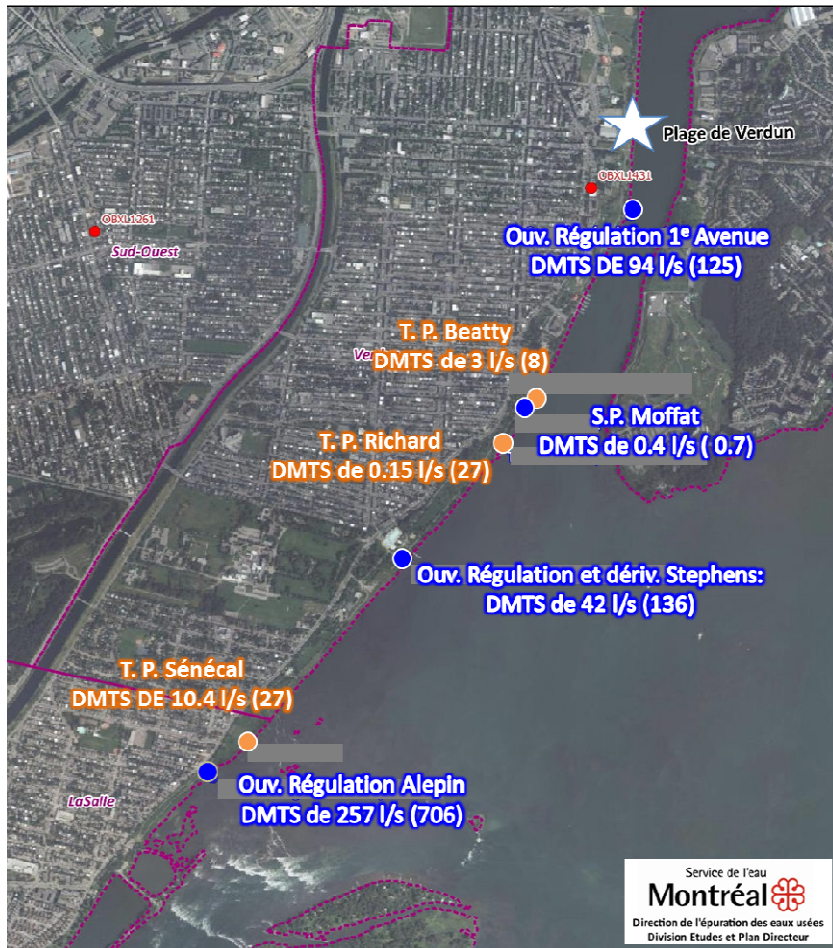 Plage de Verdun
OBXL1431
OBXL1261
Sud-Ouest
Ouv. Régulation 1e Avenue
DMTS DE 94 l/s (125)
T. P. Beatty
DMTS de 3 l/s (8)
S.P. Moffat
DMTS de 0.4 l/s ( 0.7)
T. P. Richard
DMTS de 0.15 l/s (27)
Ouv. Régulation et dériv. Stephens:
DMTS de 42 l/s (136)
T. P. Sénécal
DMTS DE 10.4 l/s (27)
Ouv. Régulation Alepin
DMTS de 257 l/s (706)
LaSalle
Service de l'eau
Montréal
Direction de l'épuration des eaux usées
Division Etudes et Plan Directeur